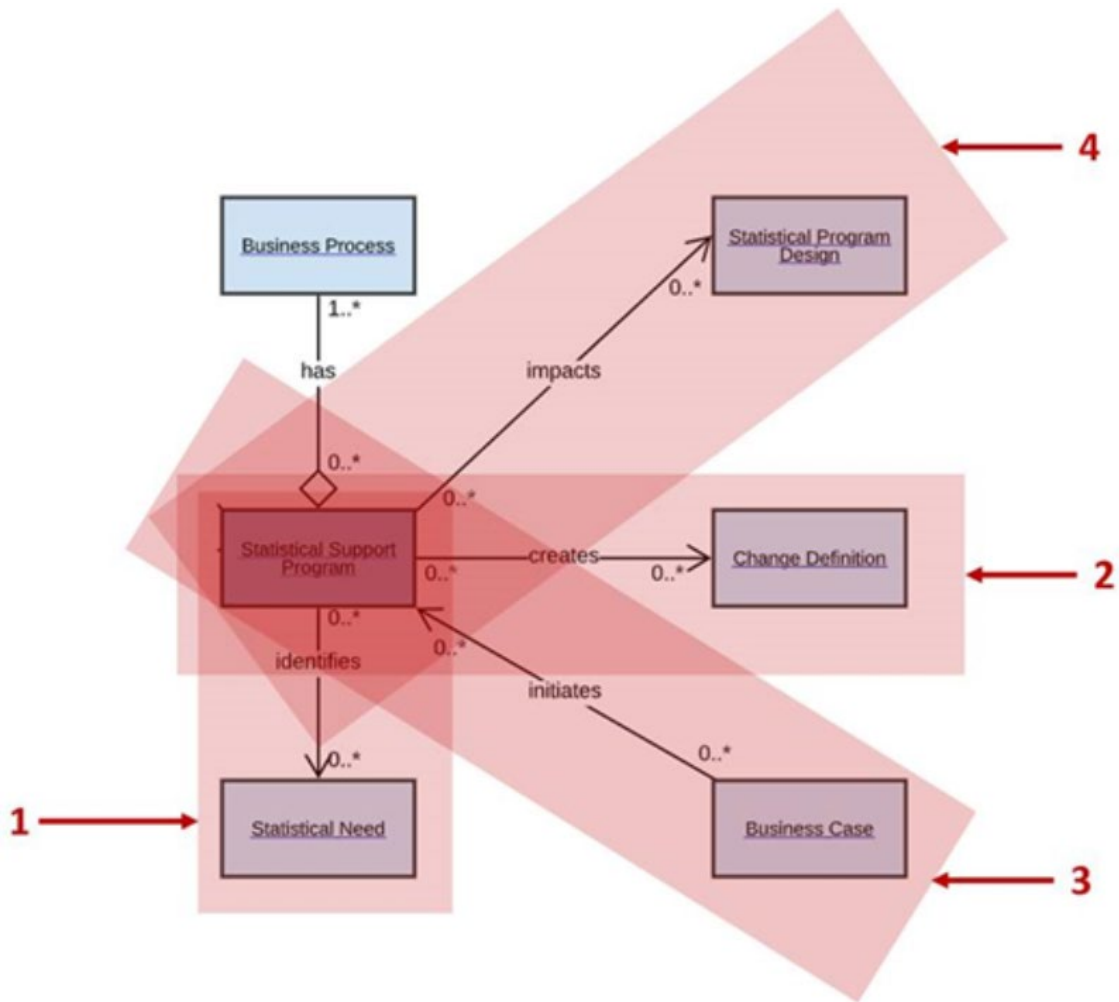 4
Business Process
Statistical Program
Design
1..*
0..*
has
impacts
0..*
0..*
Statistical Support
Program
creates
Change Definition
0..*
0..*
2
0..*
0..*
identifies
initiates
0..*
0..*
1
Statistical Need
Business Case
3